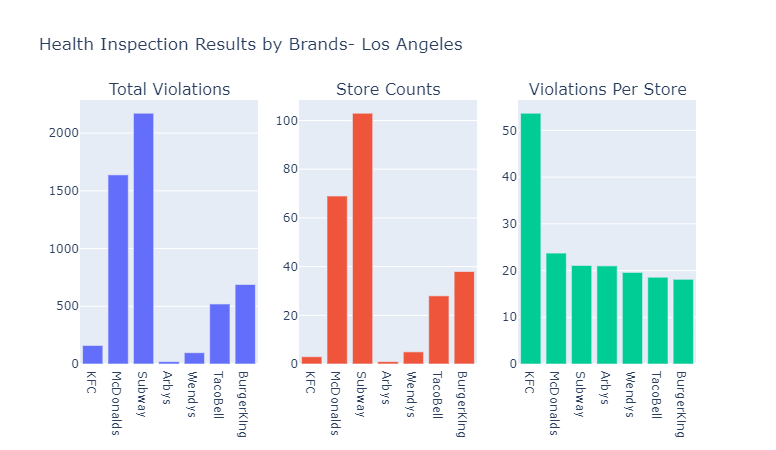 Health Inspection Results by Brands- Los Angeles
Total Violations
Store Counts
Violations Per Store
2000
1500
1000
500
0
KFC
McDonalds
Subway
Arbys
Wendys
TacoBell
BurgerKIng
100
80
60
40
20
0
KFC
McDonalds
Subway
Arbys
Wendys
TacoBell
BurgerKIng
50
40
30
20
10
0
KFC
McDonalds
Subway
Arbys
Wendys
TacoBell
BurgerKIng